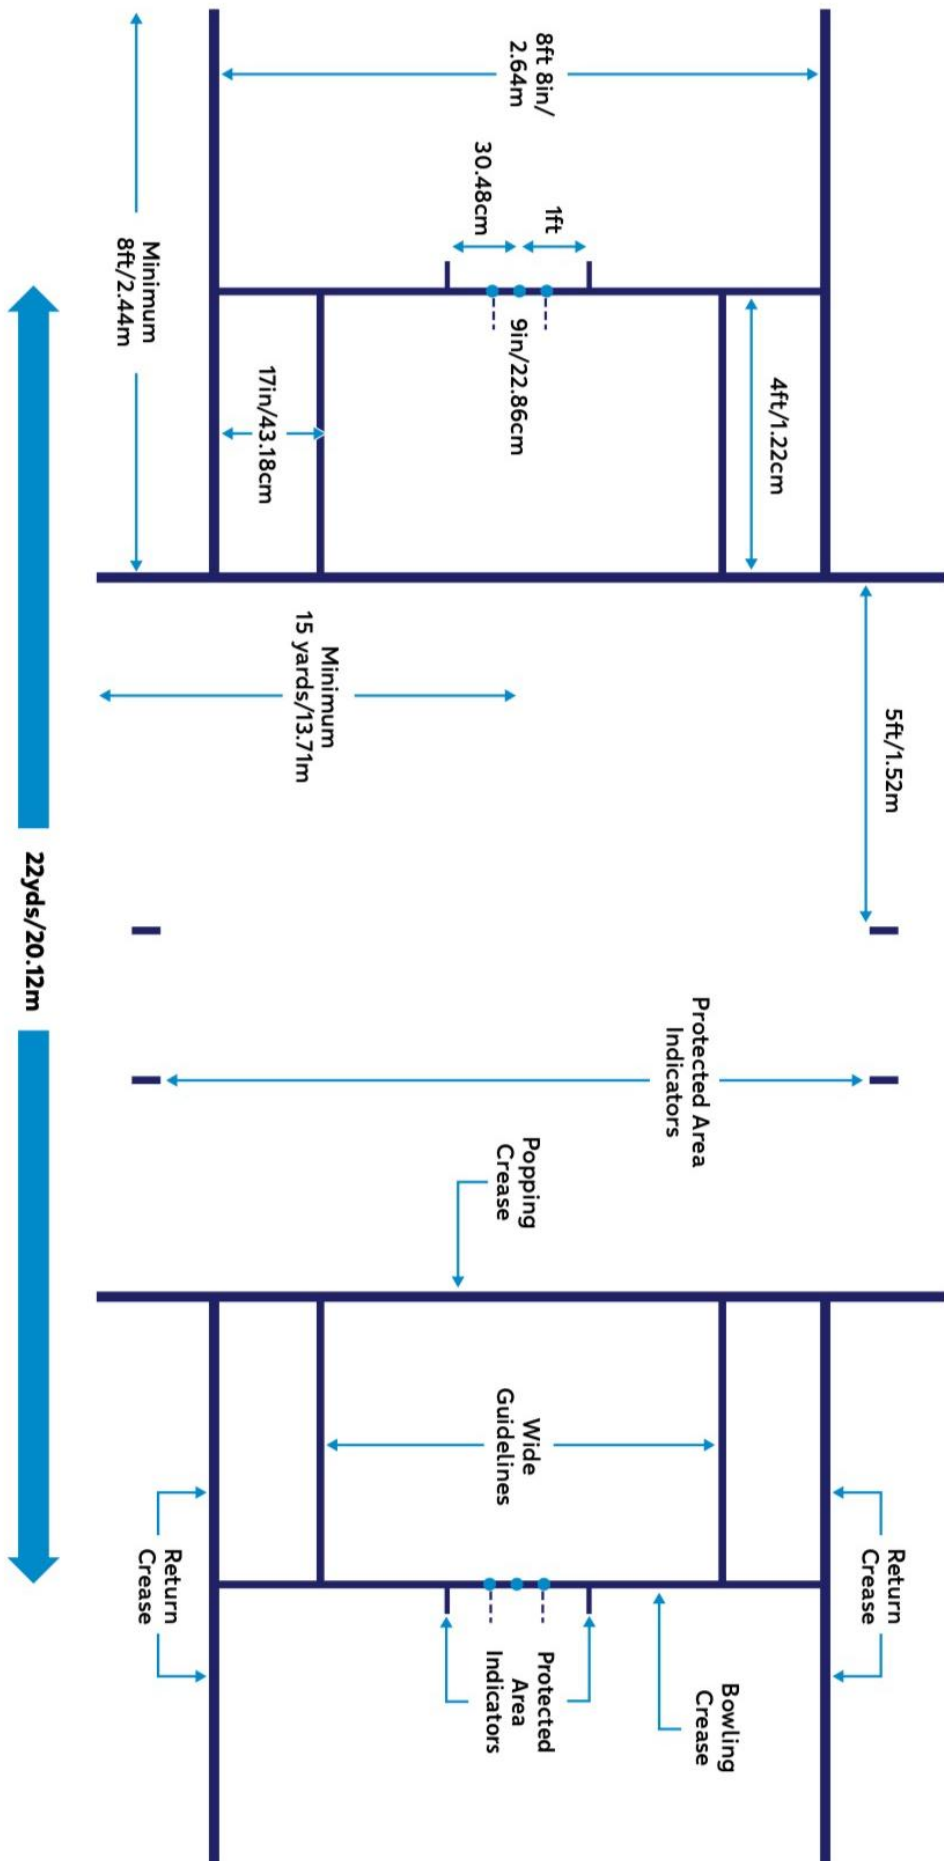 5ft/1.52m
Return
Crease
4ft/1.22cm
Protected Area
Indicators
Bowling
Crease
8ft 8in/
2.64m
1ft
30.48cm
9in/22.86cm
Popping
Crease
Wide
Guidelines
Protected
Area
Indicators
Minimum
15 yards/13.71m
17in/43.18cm
Minimum
8ft/2.44m
Return
Crease
22yds/20.12m